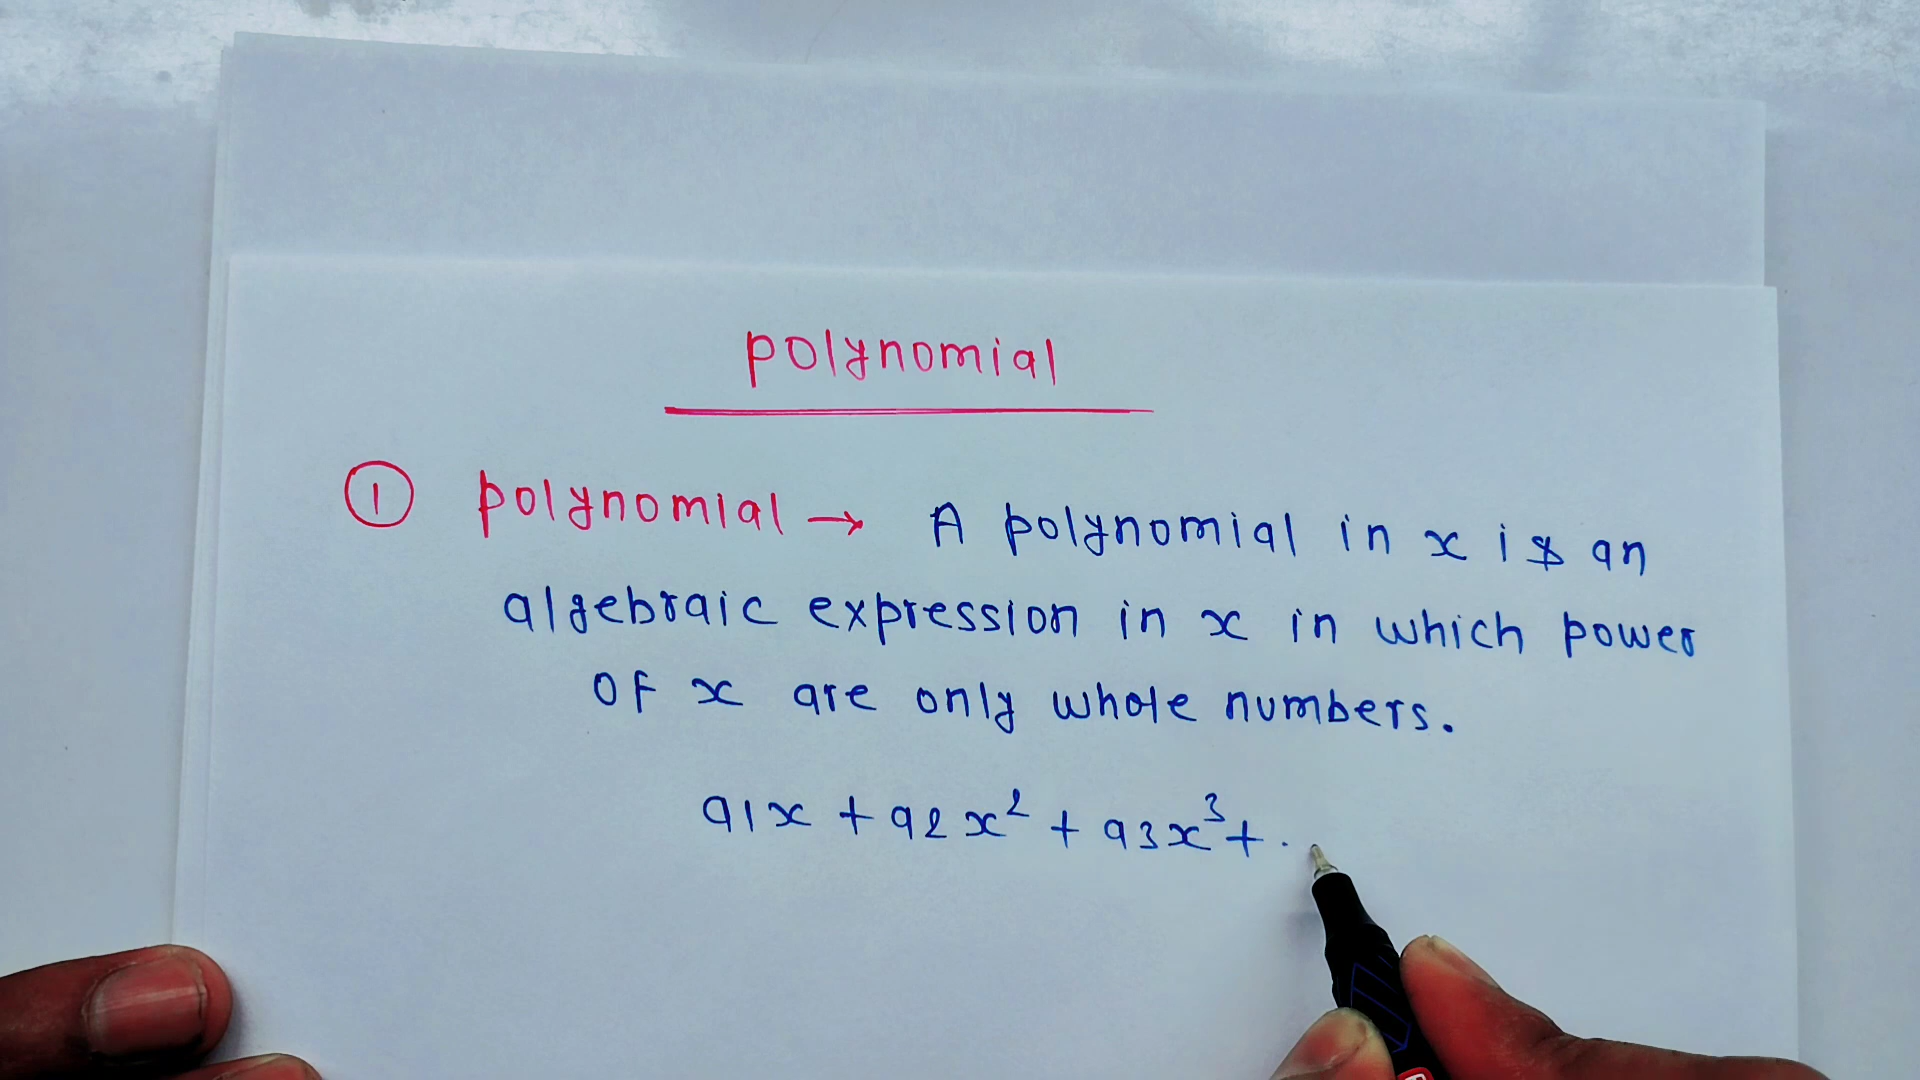 polynomial
① polynomial → A polynomial in x is an
algebraic expression in x in which power
of x are only whole numbers.
a1x + a2x² + a3x³ + .